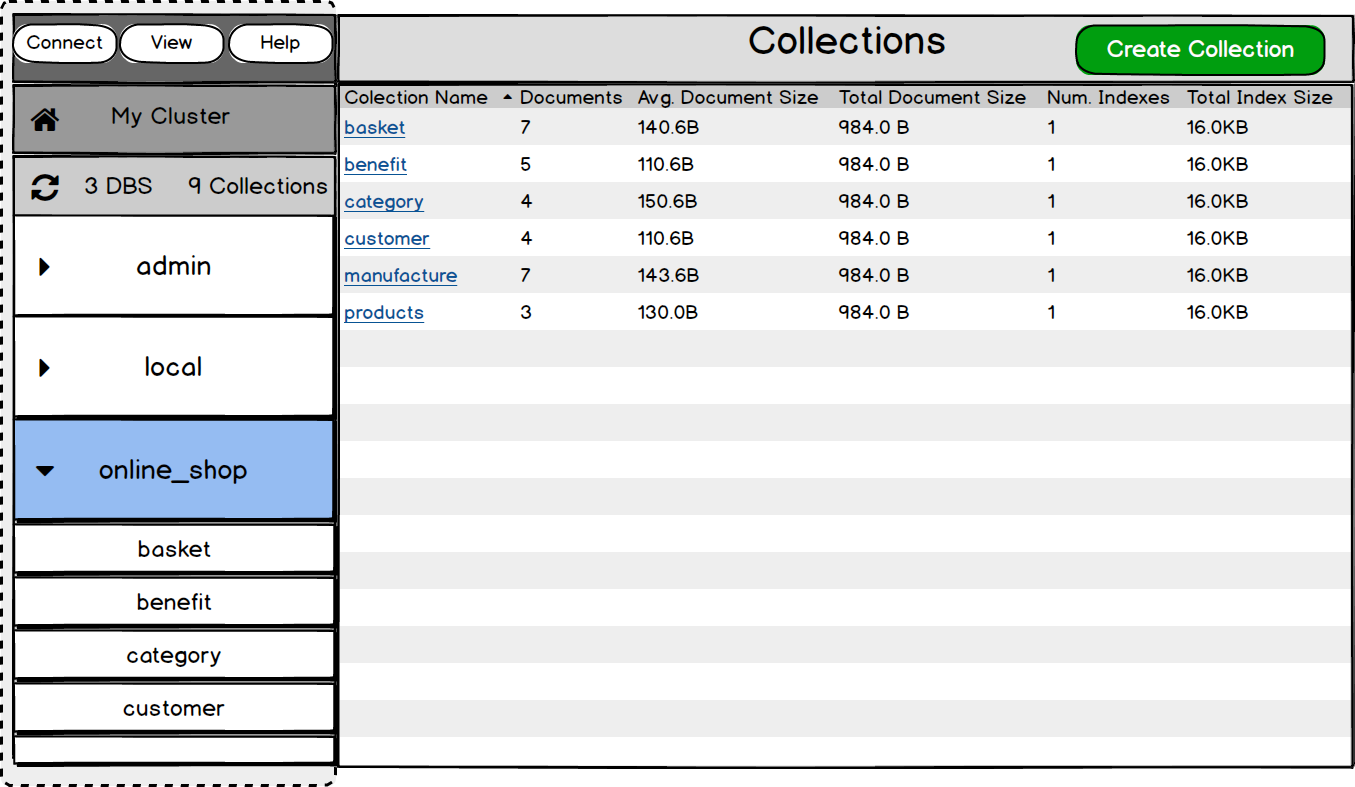 Connect View Help
Collections
Create Collection
My Cluster
3 DBS 9 Collections
admin
local
online_shop
basket
benefit
category
customer
Colection Name Documents Avg. Document Size Total Document Size Num. Indexes Total Index Size
basket 7 140.6B 984.0 B 1 16.0KB
benefit 5 110.6B 984.0 B 1 16.0KB
category 4 150.6B 984.0 B 1 16.0KB
customer 4 110.6B 984.0 B 1 16.0KB
manufacture 7 143.6B 984.0 B 1 16.0KB
products 3 130.0B 984.0 B 1 16.0KB